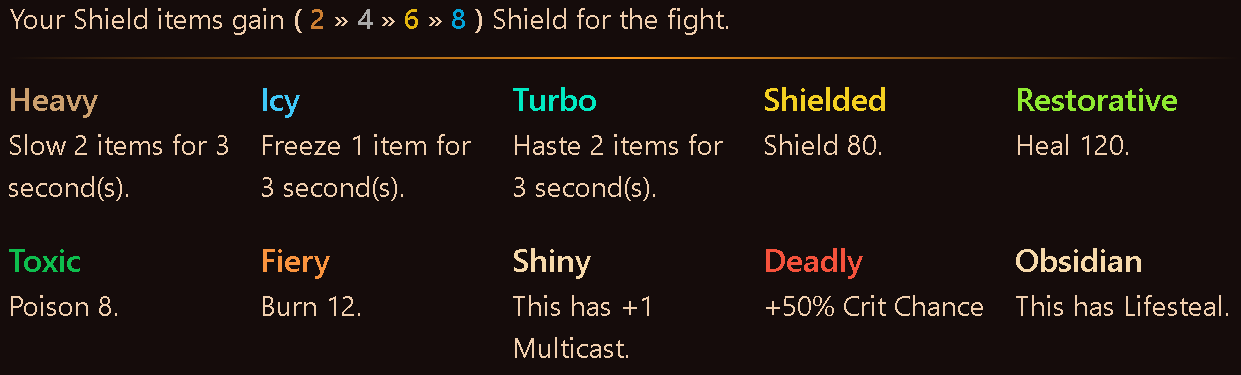 Your Shield items gain ( 2 » 4 » 6 » 8 ) Shield for the fight.
Heavy
Slow 2 items for 3
second(s).
Icy
Freeze 1 item for
3 second(s).
Turbo
Haste 2 items for
3 second(s).
Shielded
Shield 80.
Restorative
Heal 120.
Toxic
Poison 8.
Fiery
Burn 12.
Shiny
This has +1
Multicast.
Deadly
+50% Crit Chance
Obsidian
This has Lifesteal.